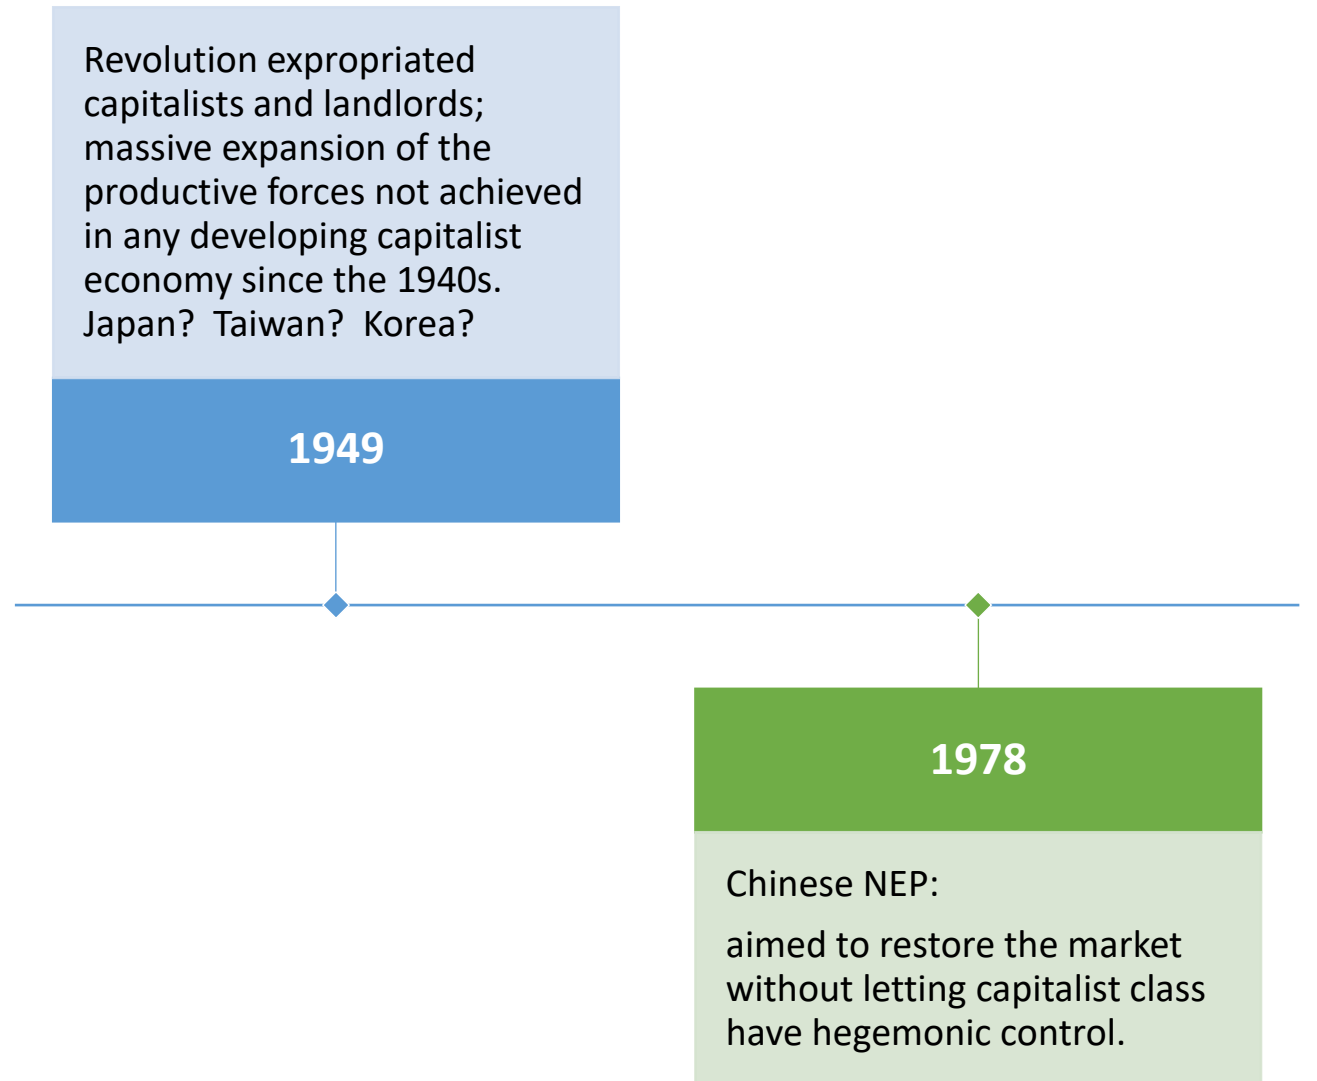 Revolution expropriated
capitalists and landlords;
massive expansion of the
productive forces not achieved
in any developing capitalist
economy since the 1940s.
Japan?  Taiwan?  Korea?
1949
1978
Chinese NEP:
aimed to restore the market
without letting capitalist class
have hegemonic control.